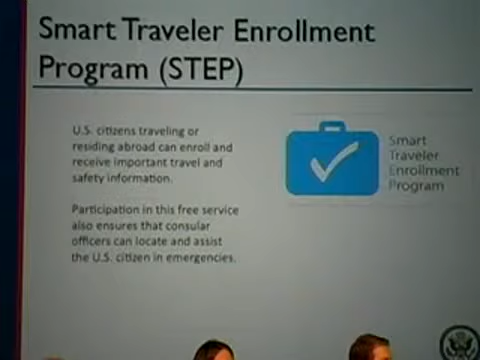 Smart Traveler Enrollment
Program (STEP)
U.S. citizens traveling or
residing abroad can enroll and
receive important travel and
safety information.
Participation in this free service
also ensures that consular
officers can locate and assist
the U.S. citizen in emergencies.
Smart
Traveler
Enrollment
Program